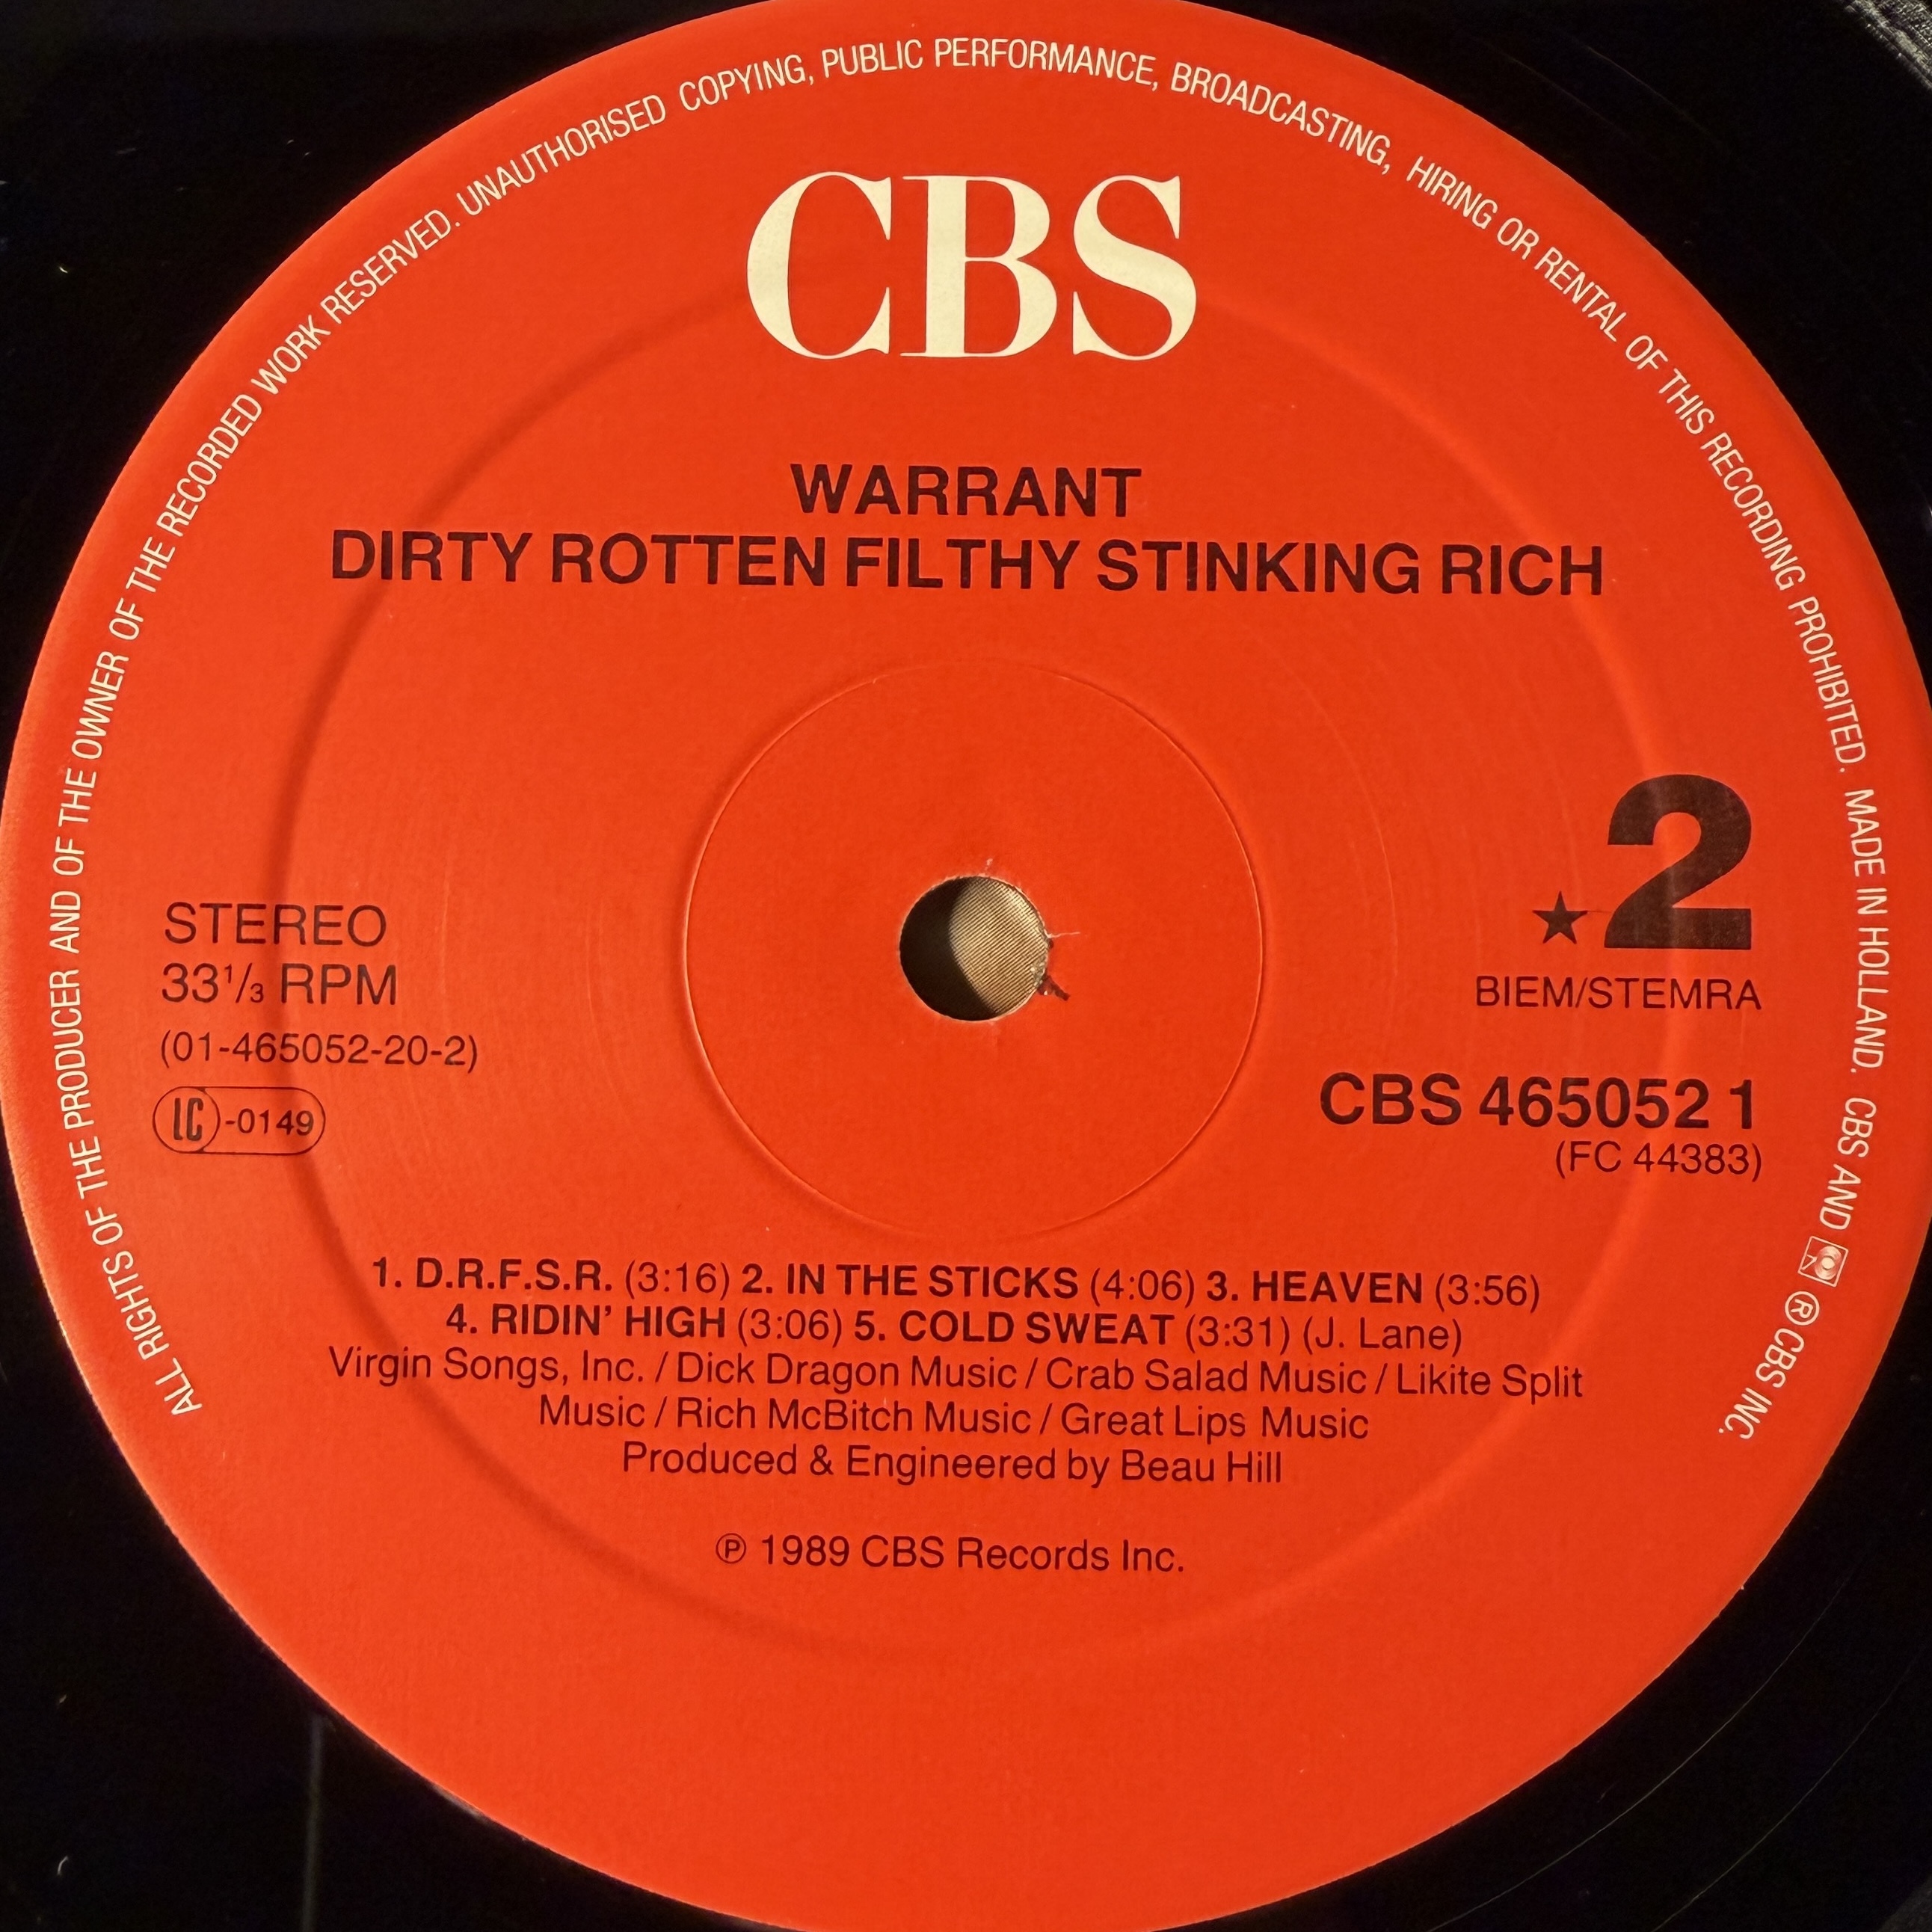 ALL RIGHTS OF THE PRODUCER AND OF THE OWNER OF THE RECORDED WORK RESERVED. UNAUTHORISED COPYING, PUBLIC PERFORMANCE, BROADCASTING, HIRING OR RENTAL OF THIS RECORDING PROHIBITED. MADE IN HOLLAND. CBS AND ® CBS INC.
CBS
WARRANT
DIRTY ROTTEN FILTHY STINKING RICH
STEREO
33¹/₃ RPM
(01-465052-20-2)
LC-0149
★2
BIEM/STEMRA
CBS 465052 1
(FC 44383)
1. D.R.F.S.R. (3:16) 2. IN THE STICKS (4:06) 3. HEAVEN (3:56)
4. RIDIN' HIGH (3:06) 5. COLD SWEAT (3:31) (J. Lane)
Virgin Songs, Inc. / Dick Dragon Music / Crab Salad Music / Likite Split
Music / Rich McBitch Music / Great Lips Music
Produced & Engineered by Beau Hill
℗ 1989 CBS Records Inc.